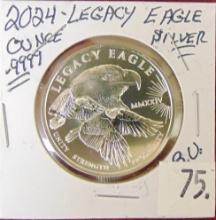 2024-LEGACY EAGLE
OUNCE SILVER
.9999
LEGACY EAGLE
MMXXIV
STRENGTH
75.